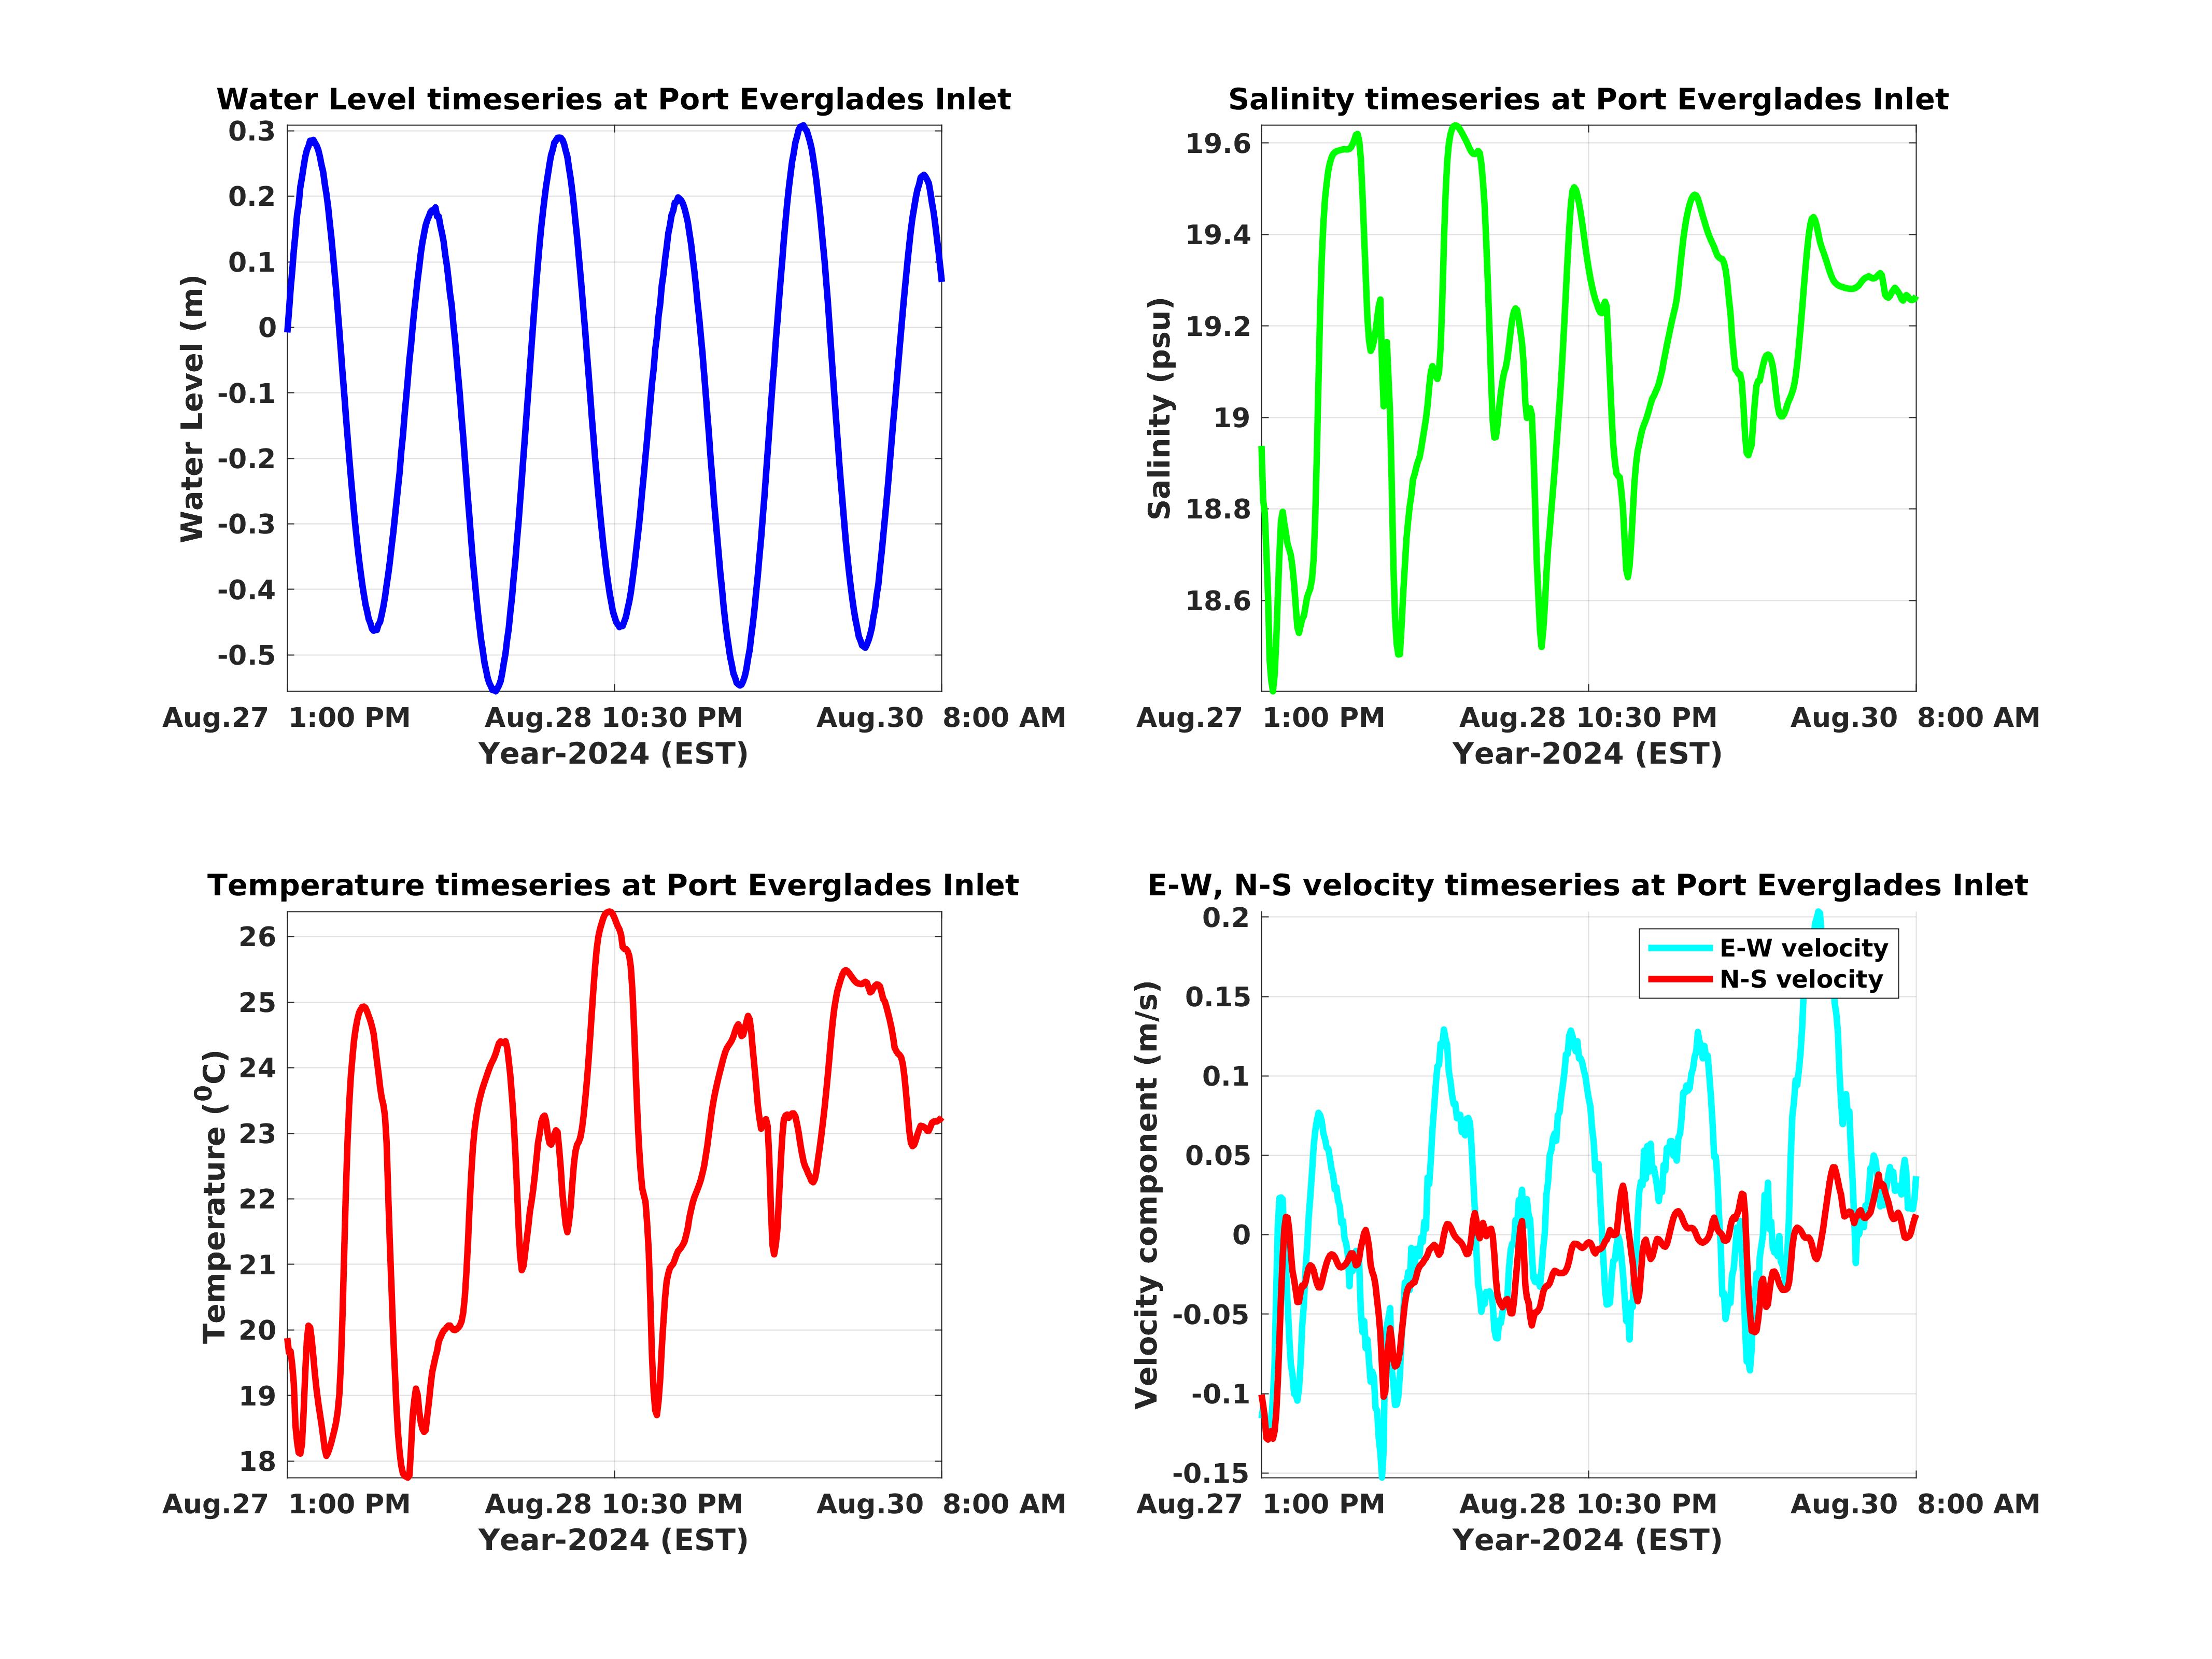 Water Level timeseries at Port Everglades Inlet
0.3
0.2
0.1
0
-0.1
-0.2
-0.3
-0.4
-0.5
Water Level (m)
Aug.27 1:00 PM Aug.28 10:30 PM Aug.30 8:00 AM
Year-2024 (EST)
Salinity timeseries at Port Everglades Inlet
19.6
19.4
19.2
19
18.8
18.6
Salinity (psu)
Aug.27 1:00 PM Aug.28 10:30 PM Aug.30 8:00 AM
Year-2024 (EST)
Temperature timeseries at Port Everglades Inlet
26
25
24
23
22
21
20
19
18
Temperature (⁰C)
Aug.27 1:00 PM Aug.28 10:30 PM Aug.30 8:00 AM
Year-2024 (EST)
E-W, N-S velocity timeseries at Port Everglades Inlet
0.2
0.15
0.1
0.05
0
-0.05
-0.1
-0.15
Velocity component (m/s)
E-W velocity
N-S velocity
Aug.27 1:00 PM Aug.28 10:30 PM Aug.30 8:00 AM
Year-2024 (EST)